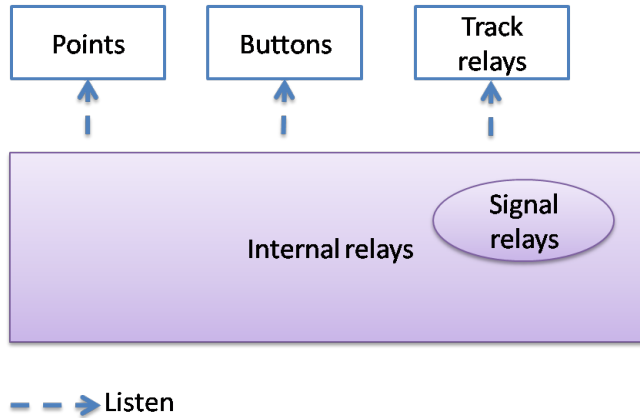 Points
Buttons
Track
relays
Signal
relays
Internal relays
Listen